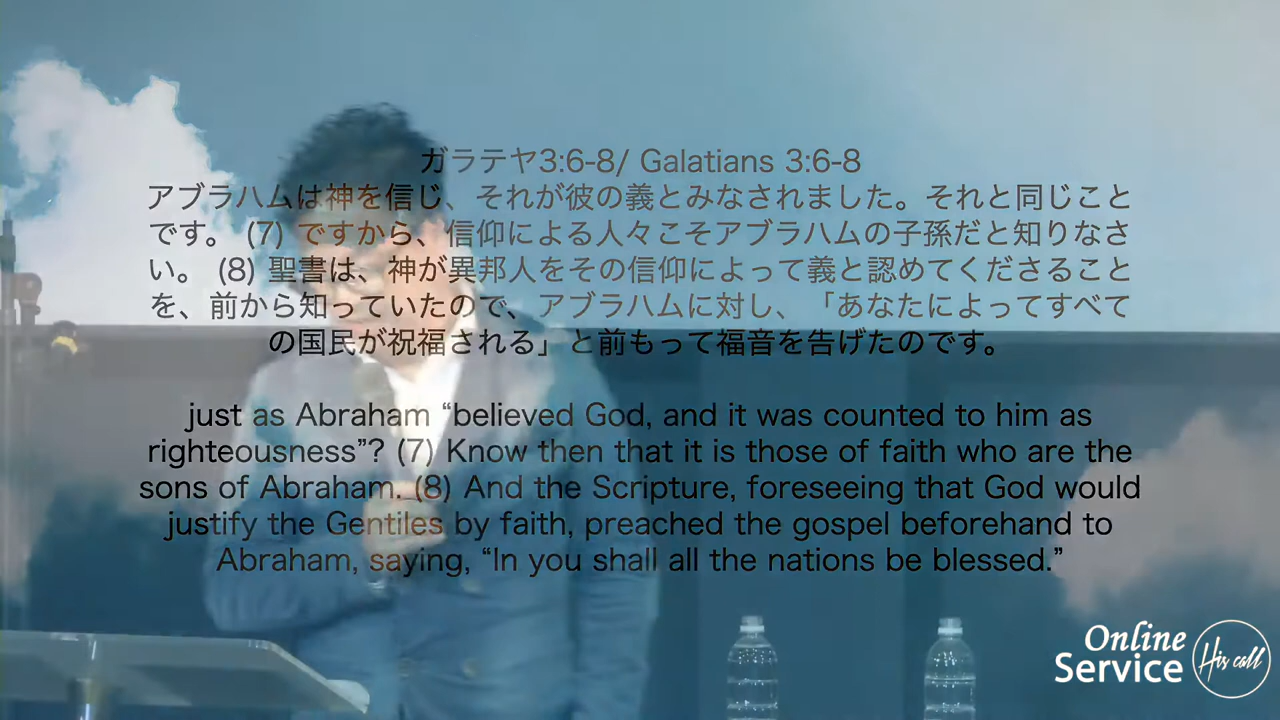 ガラテヤ3:6-8/ Galatians 3:6-8
アブラハムは神を信じ、それが彼の義とみなされました。それと同じこと
です。 (7) ですから、信仰による人々こそアブラハムの子孫だと知りなさ
い。 (8) 聖書は、神が異邦人をその信仰によって義と認めてくださること
を、前から知っていたので、アブラハムに対し、「あなたによってすべて
の国民が祝福される」と前もって福音を告げたのです。
just as Abraham “believed God, and it was counted to him as
righteousness”? (7) Know then that it is those of faith who are the
sons of Abraham. (8) And the Scripture, foreseeing that God would
justify the Gentiles by faith, preached the gospel beforehand to
Abraham, saying, “In you shall all the nations be blessed.”
Online
Service
His call